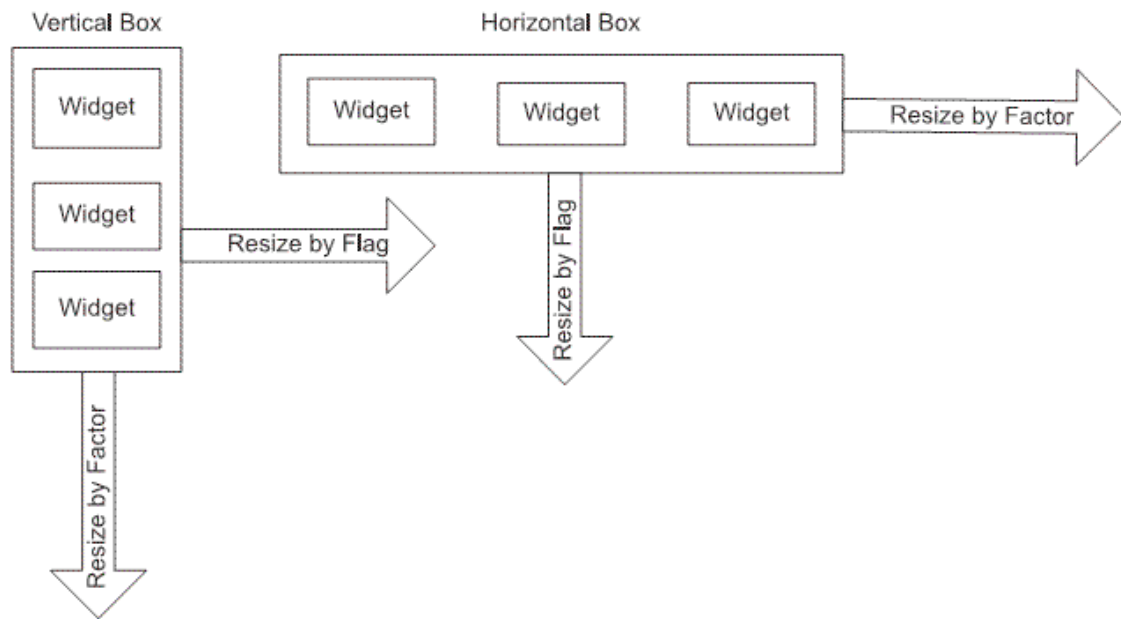 Vertical Box
Widget
Widget
Widget
Resize by Flag
Resize by Factor
Horizontal Box
Widget
Widget
Widget
Resize by Factor
Resize by Flag